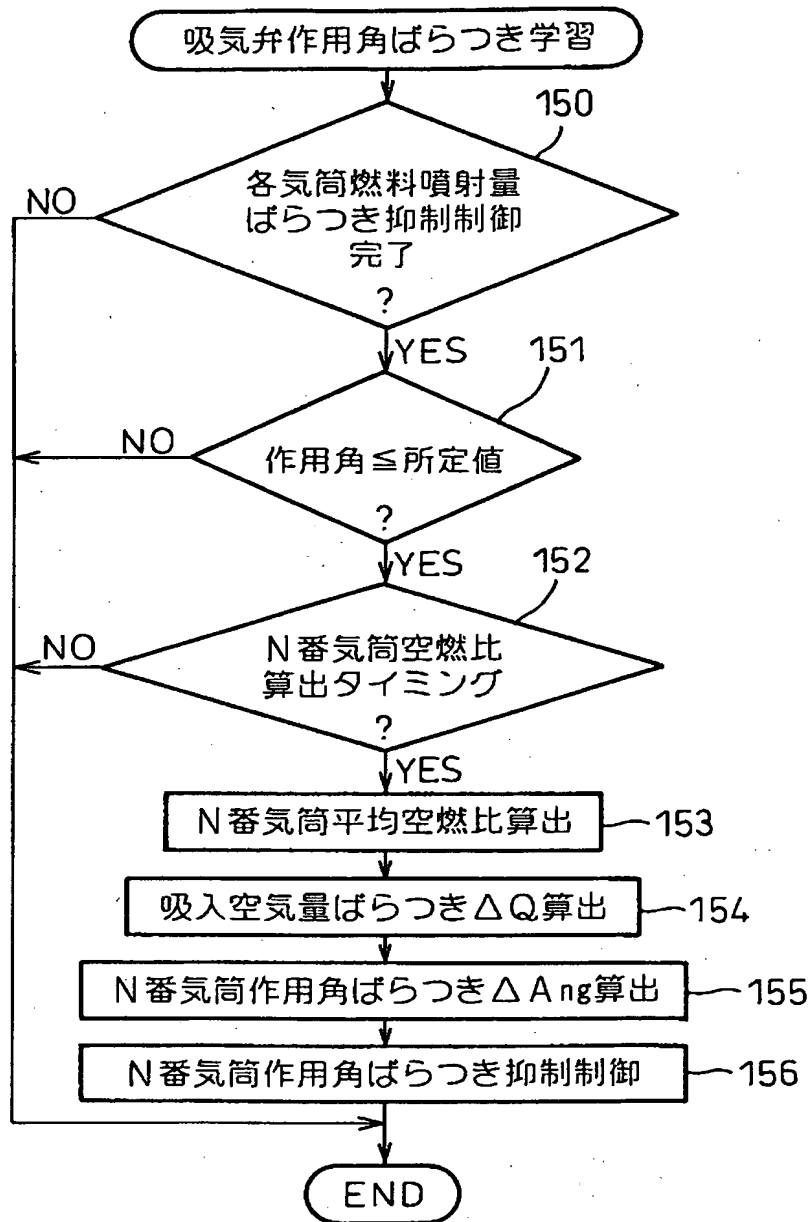 吸気弁作用角ばらつき学習
150
各気筒燃料噴射量
ばらつき抑制制御
完了
?
NO
YES
151
作用角≦所定値
?
NO
YES
152
N番気筒空燃比
算出タイミング
?
NO
YES
N番気筒平均空燃比算出
153
吸入空気量ばらつき△Q算出
154
N番気筒作用角ばらつき△Ang算出
155
N番気筒作用角ばらつき抑制制御
156
END